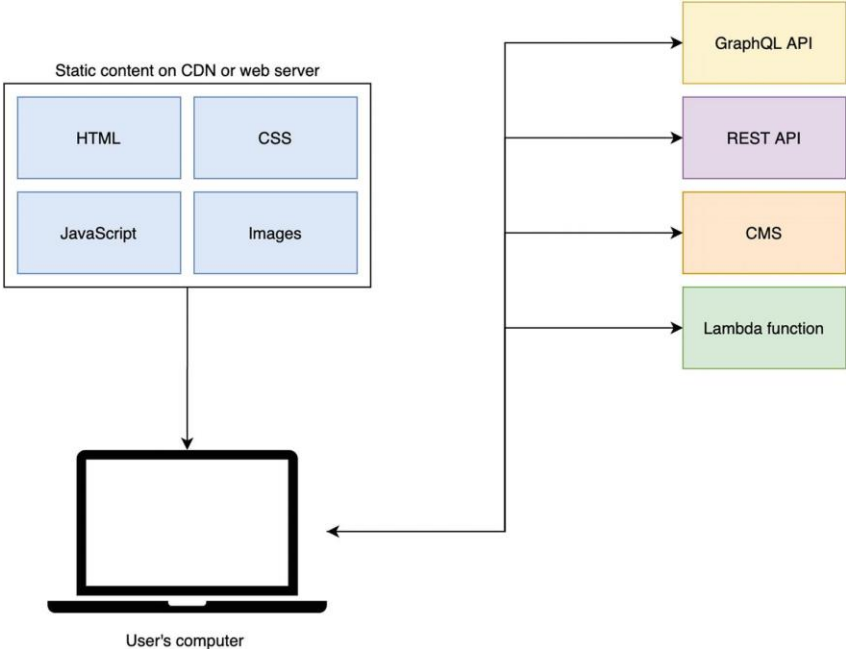 GraphQL API
Static content on CDN or web server
HTML
CSS
REST API
JavaScript
Images
CMS
Lambda function
User's computer